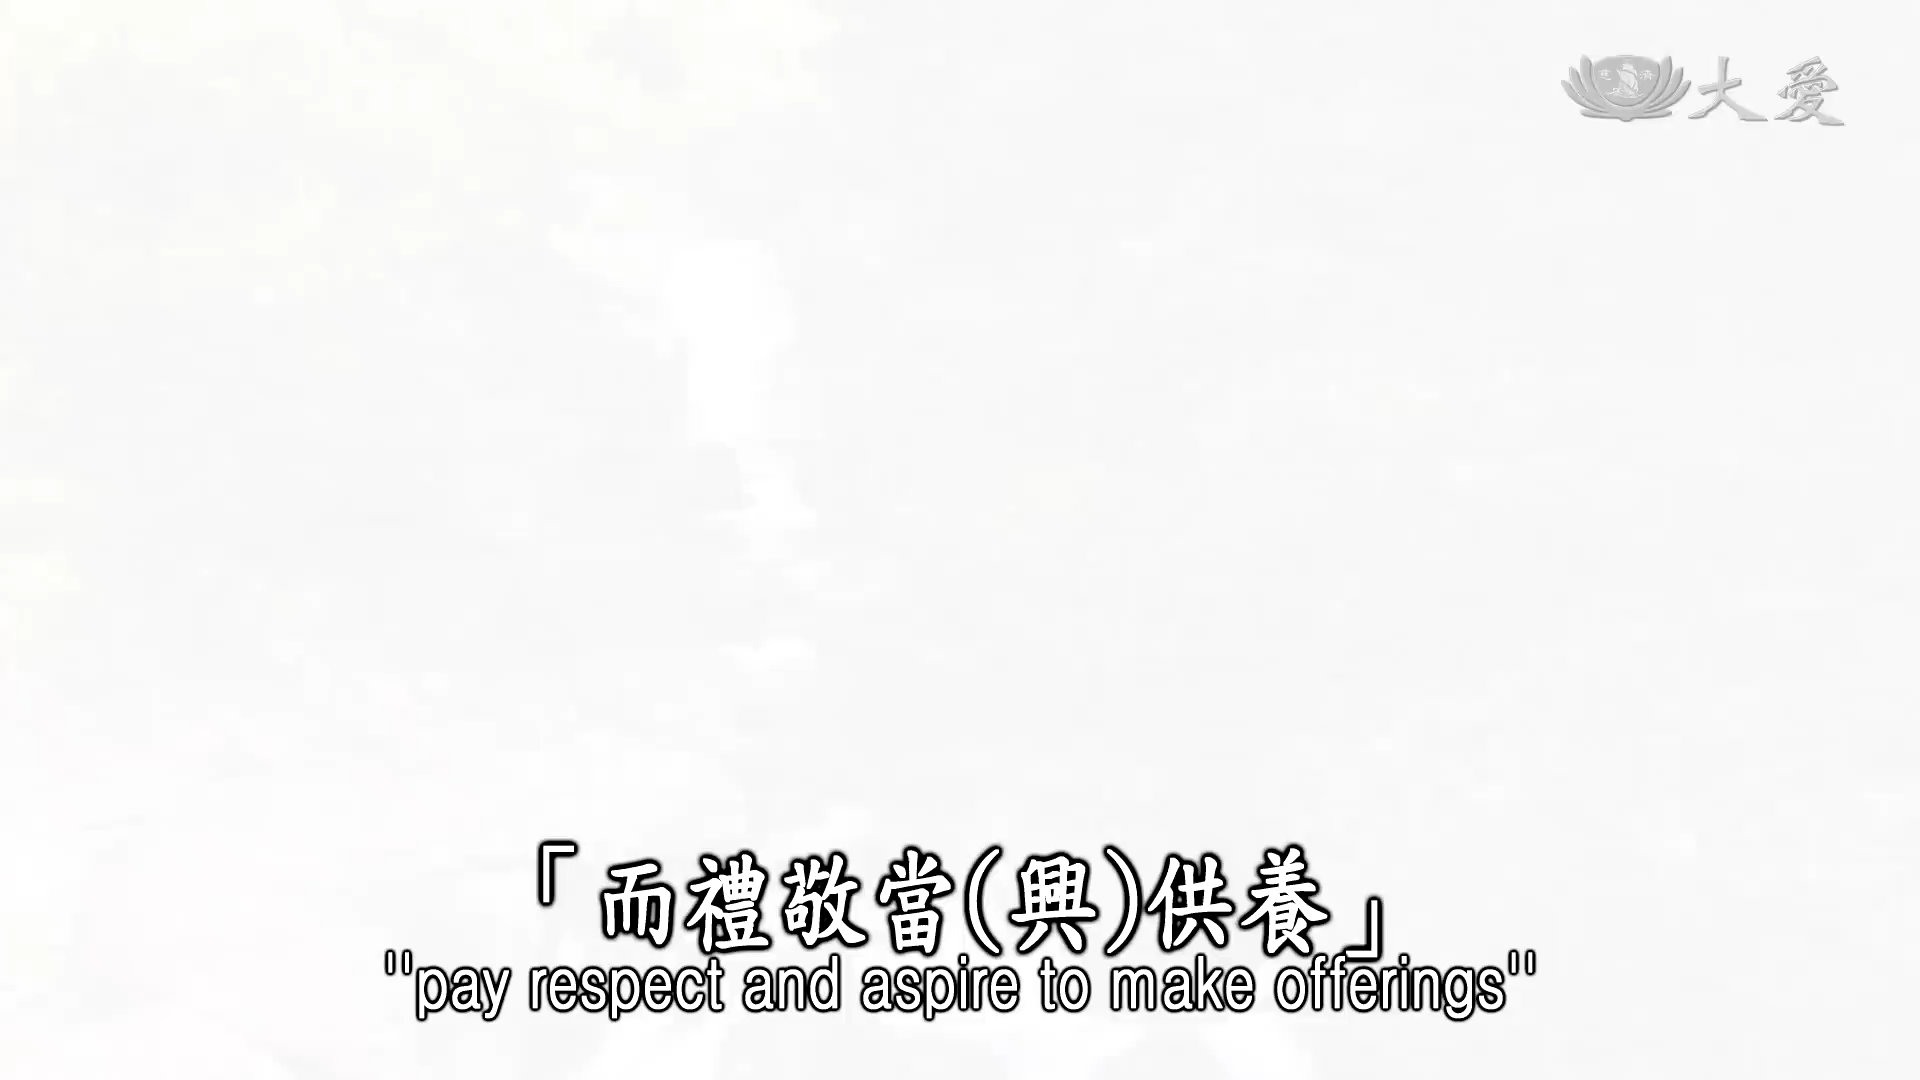 大愛
「而禮敬當(興)供養」
"pay respect and aspire to make offerings"